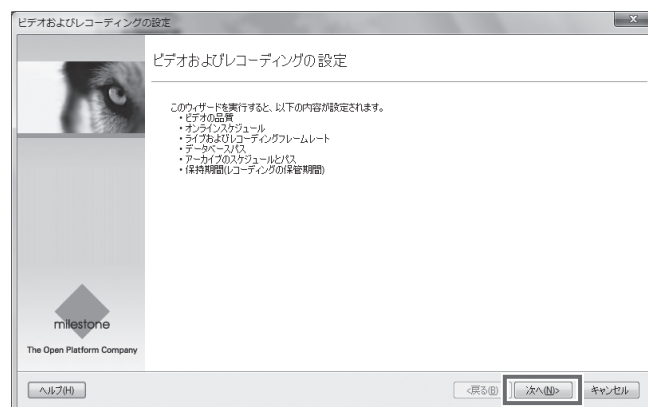 ビデオおよびレコーディングの設定
x
ビデオおよびレコーディングの設定
このウィザードを実行すると、以下の内容が設定されます。
・ビデオの品質
・オンラインスケジュール
・ライブおよびレコーディングフレームレート
・データベースパス
・アーカイブのスケジュールとパス
・保持期間(レコーディングの保管期間)
milestone
The Open Platform Company
ヘルプ(H)
<戻る(B)
次へ(N)>
キャンセル